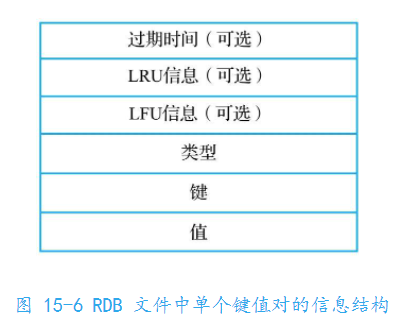 过期时间（可选）
LRU信息（可选）
LFU信息（可选）
类型
键
值
图 15-6 RDB 文件中单个键值对的信息结构